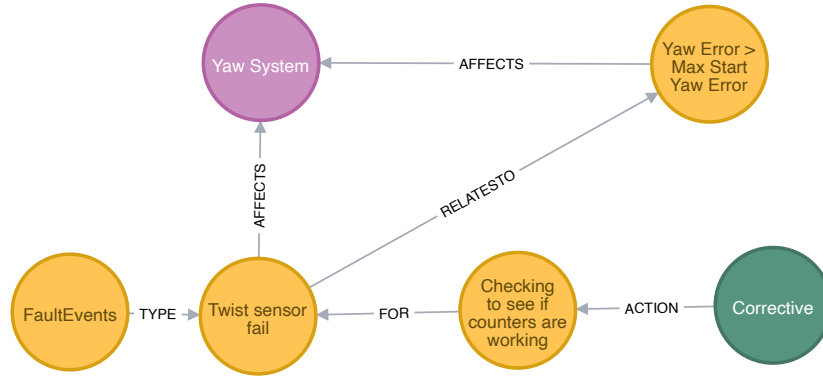 Yaw System
AFFECTS
Yaw Error >
Max Start
Yaw Error
AFFECTS
RELATESTO
FaultEvents
TYPE
Twist sensor
fail
FOR
Checking
to see if
counters are
working
ACTION
Corrective